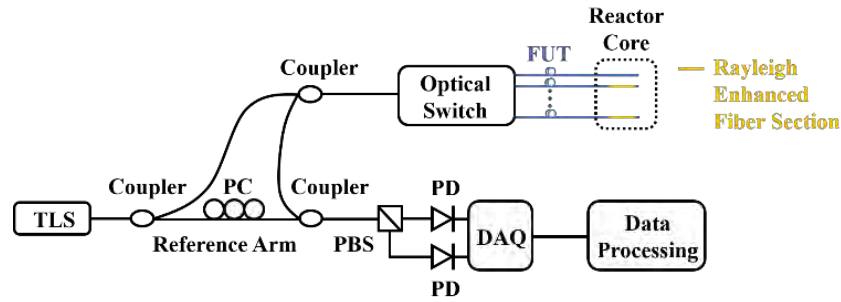 Reactor
Core
FUT
Coupler
Optical
Switch
Rayleigh
Enhanced
Fiber Section
Coupler
PC
Coupler
PD
TLS
Reference Arm
PBS
DAQ
Data
Processing
PD